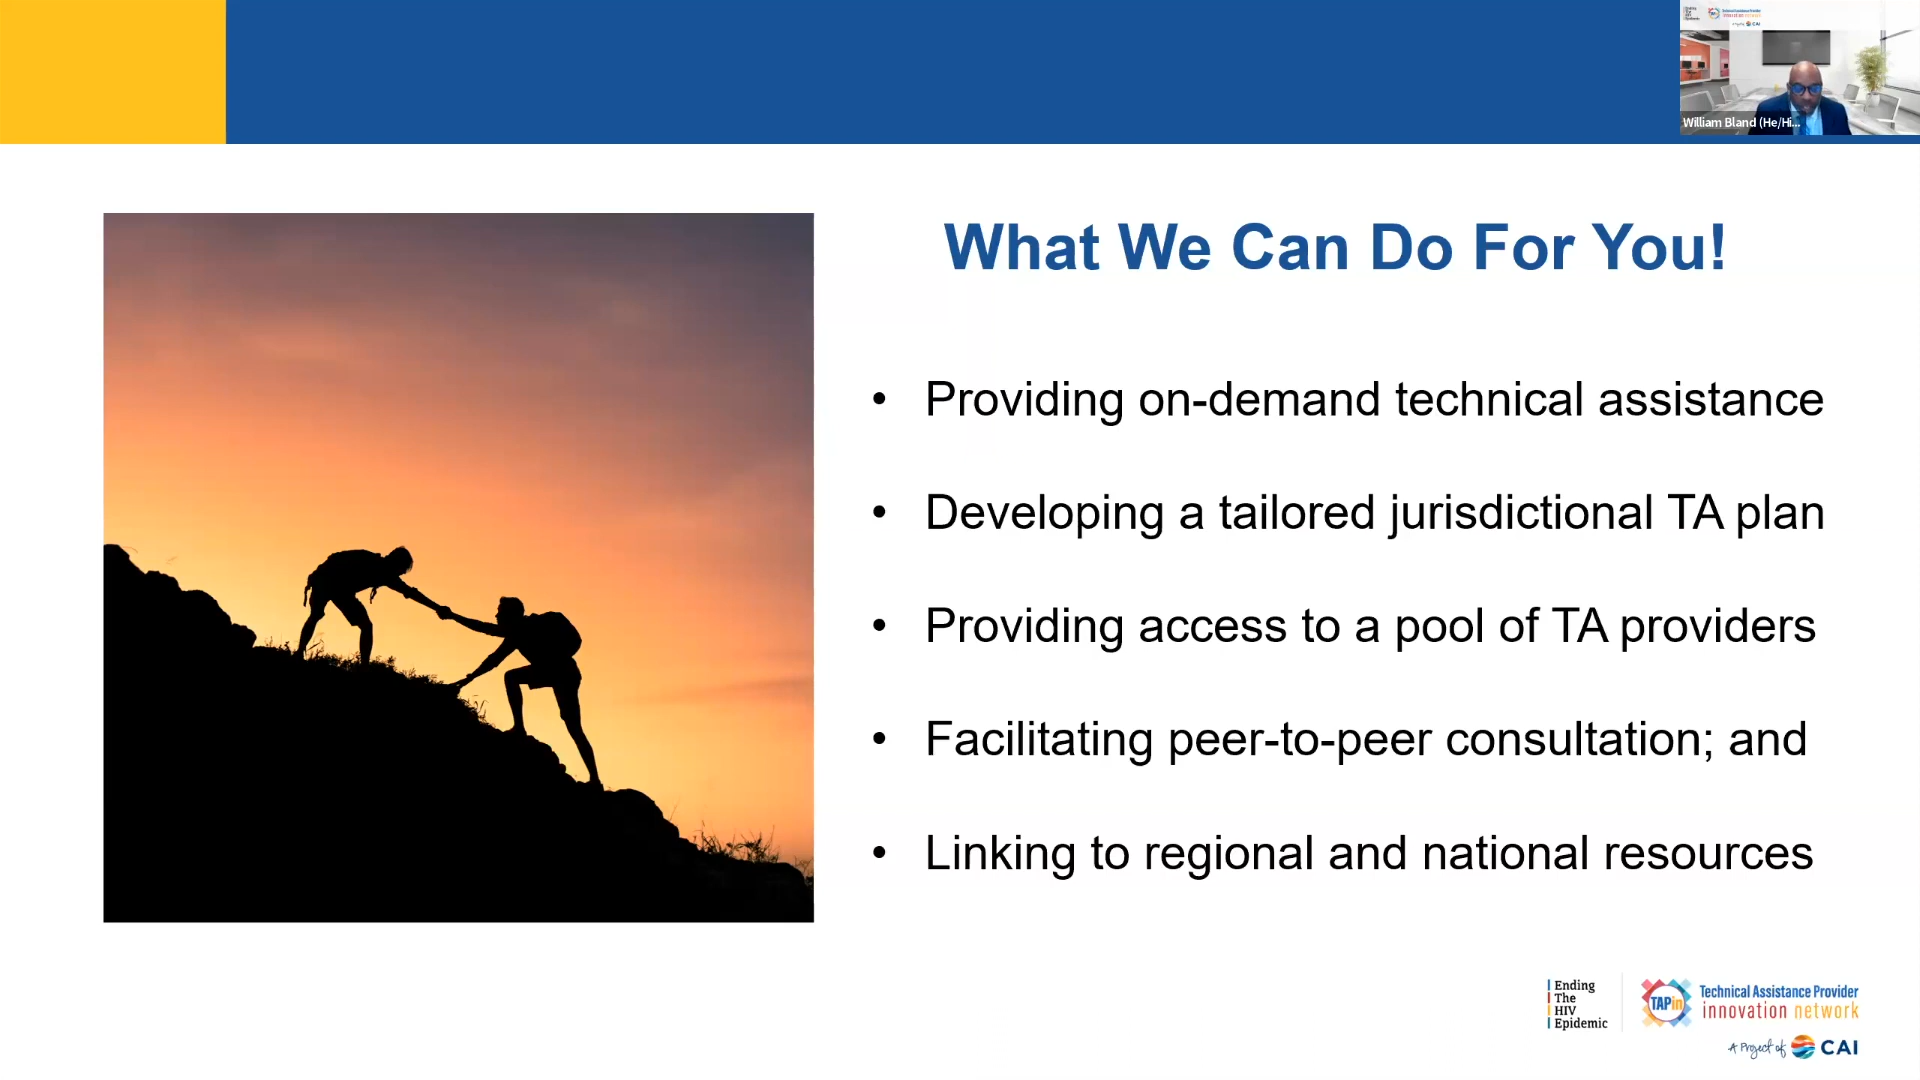 William Bland (He/Hi...
What We Can Do For You!
• Providing on-demand technical assistance
• Developing a tailored jurisdictional TA plan
• Providing access to a pool of TA providers
• Facilitating peer-to-peer consultation; and
• Linking to regional and national resources
Ending
The
HIV
Epidemic
TAPin
Technical Assistance Provider
innovation network
A Project of CAI